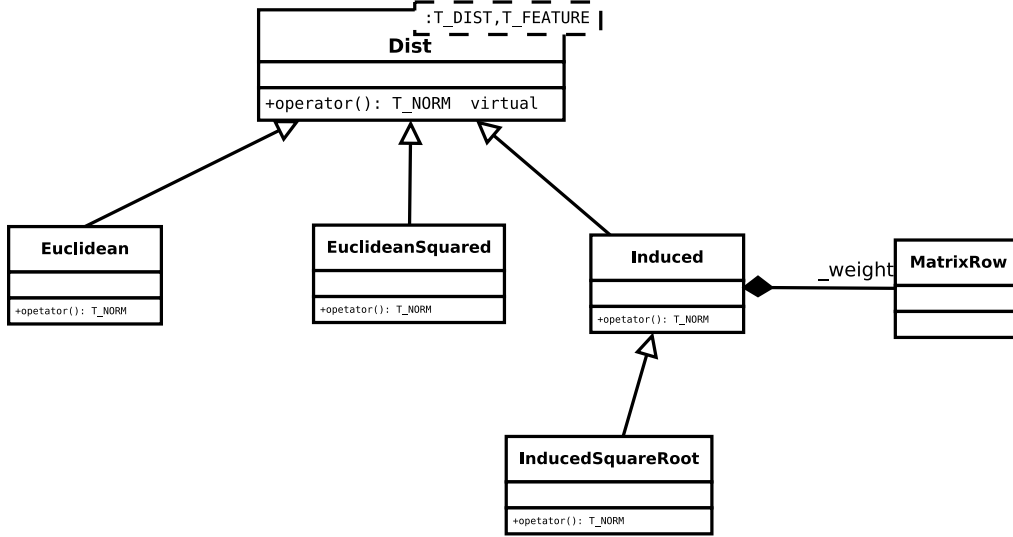 :T_DIST,T_FEATURE
Dist
+operator(): T_NORM virtual
Euclidean
+opetator(): T_NORM
EuclideanSquared
+opetator(): T_NORM
Induced
+opetator(): T_NORM
_weight
MatrixRow
InducedSquareRoot
+opetator(): T_NORM